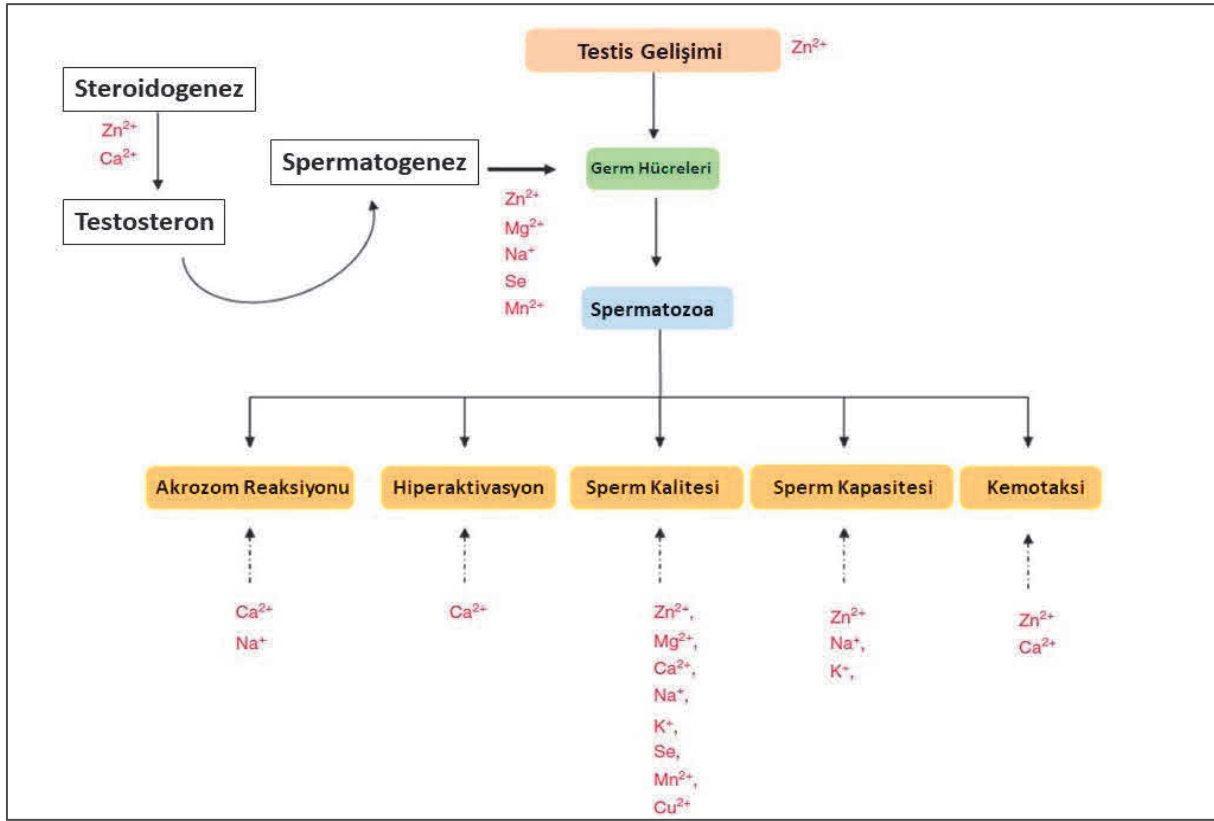 Testis Gelişimi
Zn²⁺
Steroidogenez
Zn²⁺
Ca²⁺
Testosteron
Spermatogenez
Zn²⁺
Mg²⁺
Na⁺
Se
Mn²⁺
Germ Hücreleri
Spermatozoa
Akrozom Reaksiyonu
Hiperaktivasyon
Sperm Kalitesi
Sperm Kapasitesi
Kemotaksi
Ca²⁺
Na⁺
Ca²⁺
Zn²⁺,
Mg²⁺,
Ca²⁺,
Na⁺,
K⁺,
Se,
Mn²⁺,
Cu²⁺
Zn²⁺
Na⁺,
K⁺,
Zn²⁺
Ca²⁺